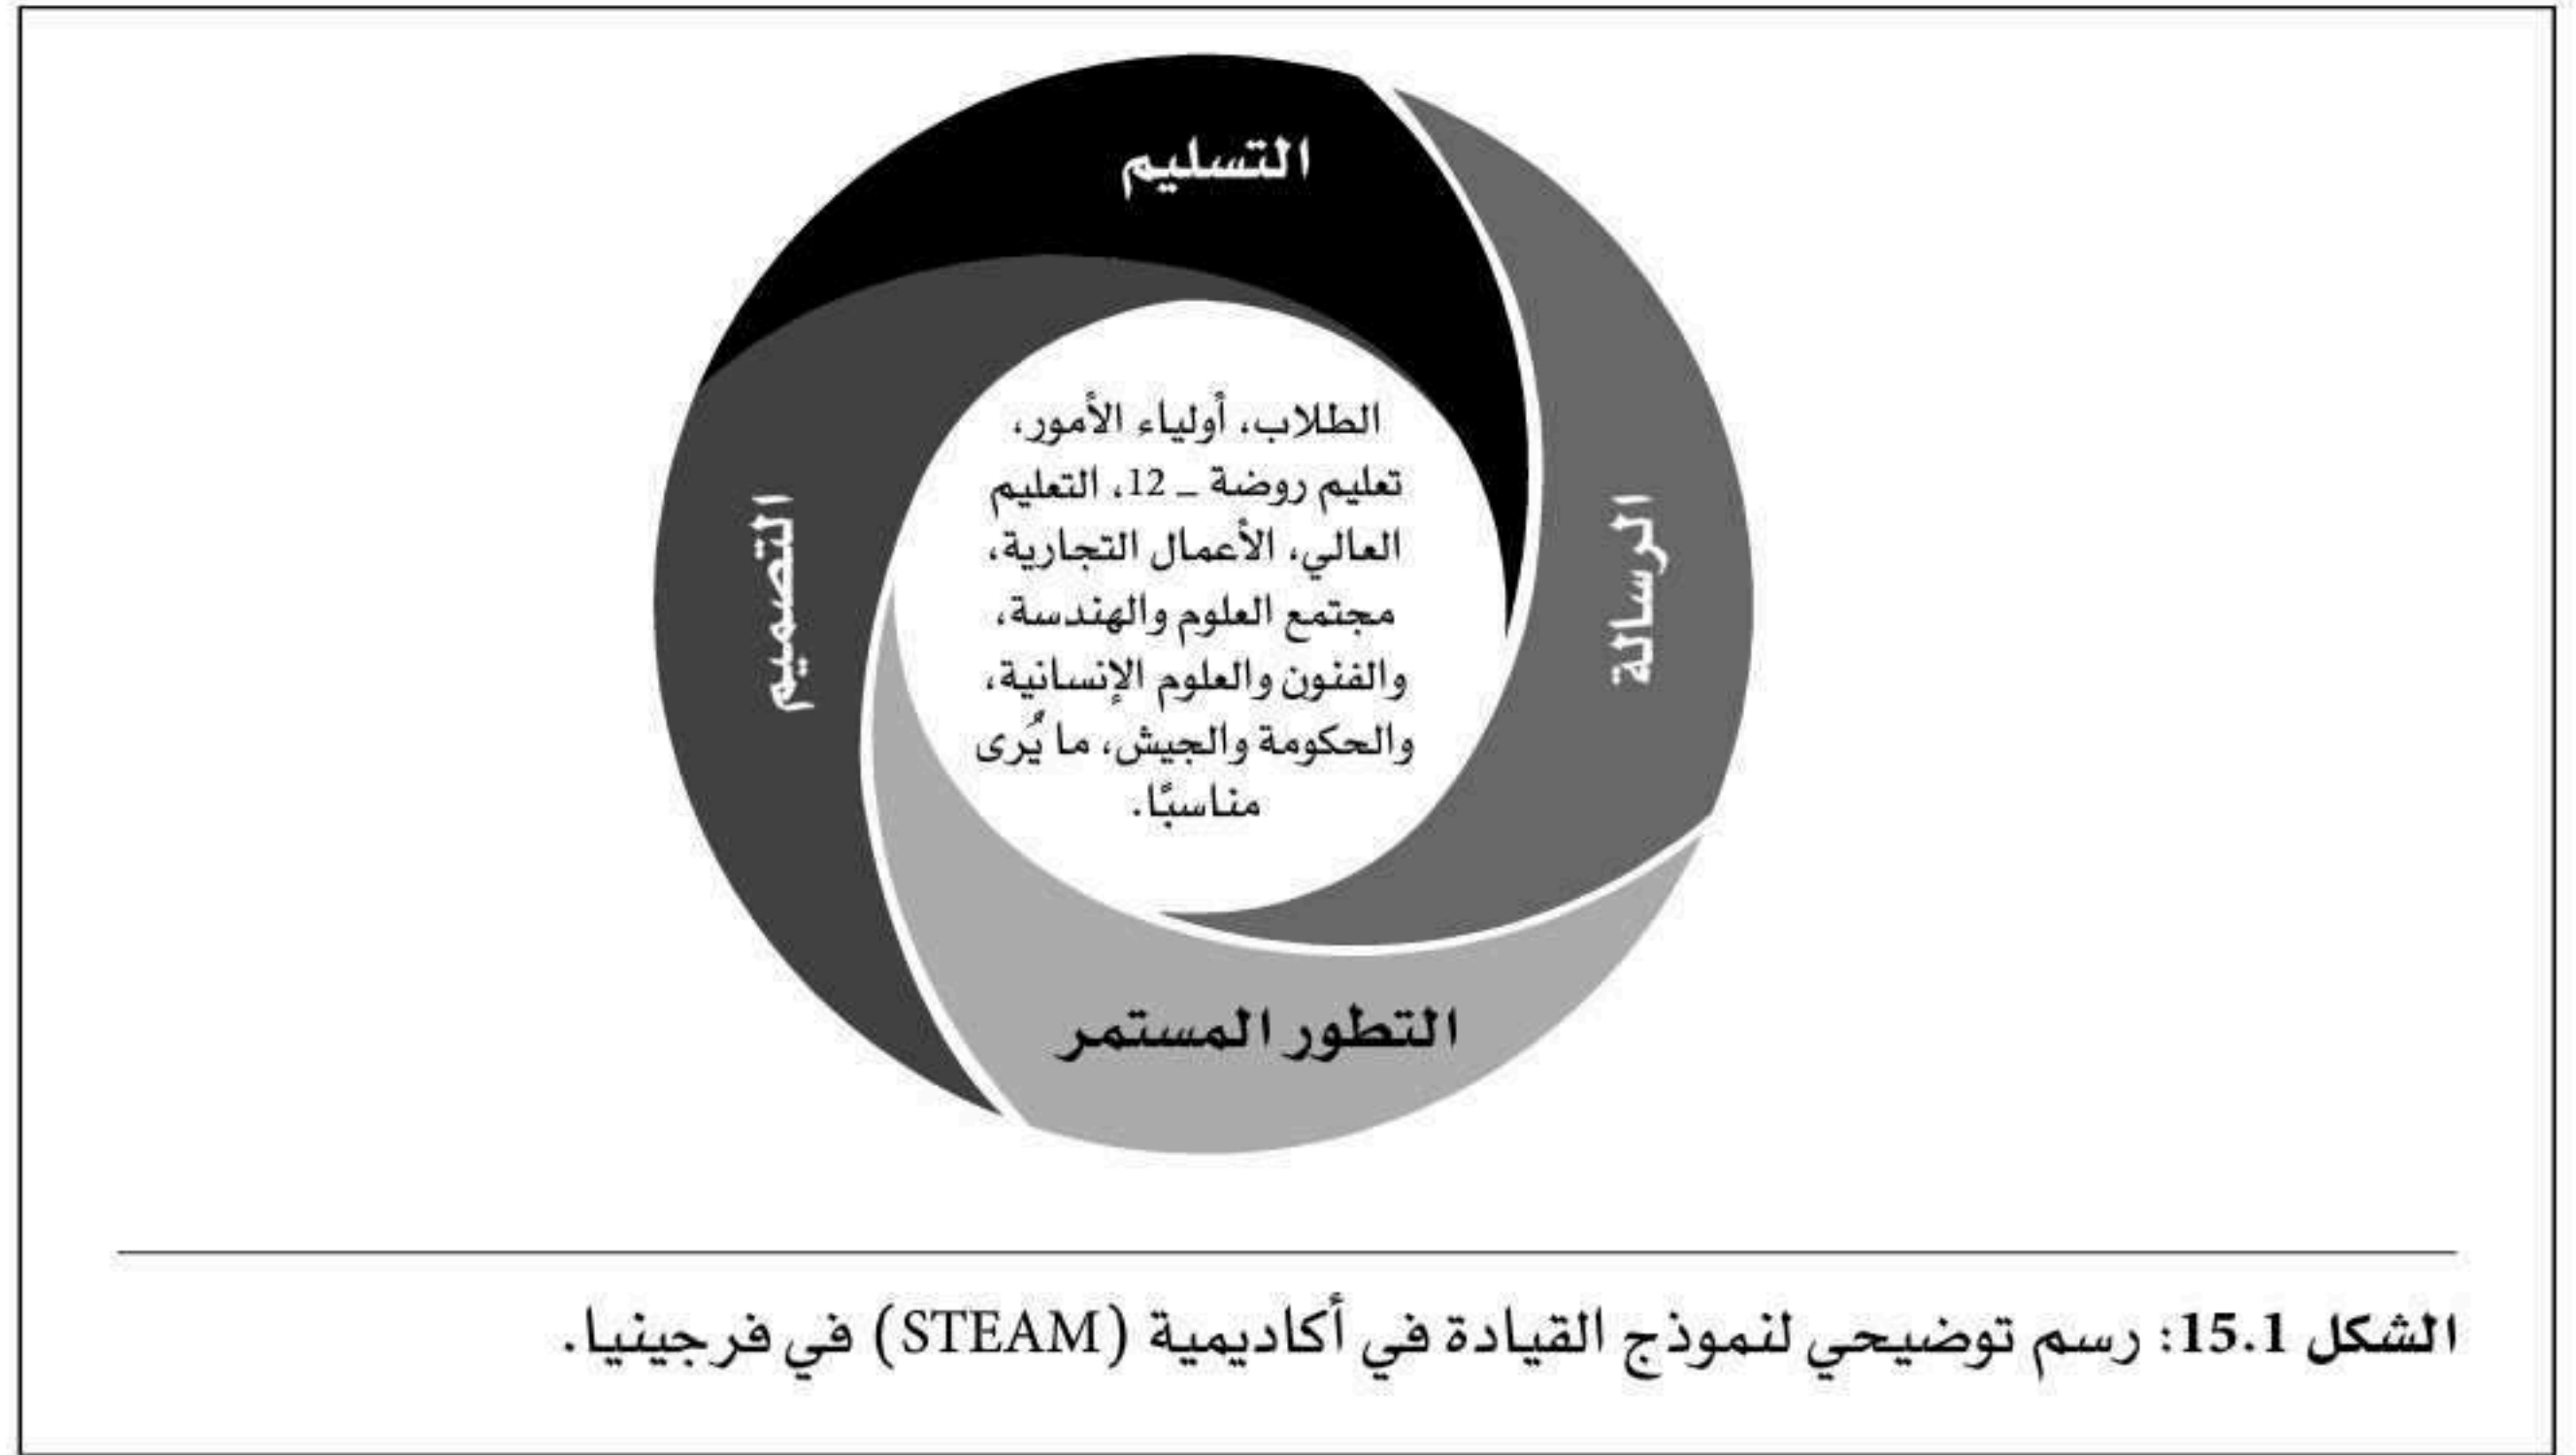 التسليم
الرسالة
التصميم
الطلاب، أولياء الأمور،
تعليم روضة _ 12، التعليم
العالي، الأعمال التجارية،
مجتمع العلوم والهندسة،
والفنون والعلوم الإنسانية،
والحكومة والجيش، ما يُرى
مناسبًا.
التطور المستمر
الشكل 15.1: رسم توضيحي لنموذج القيادة في أكاديمية (STEAM) في فرجينيا.